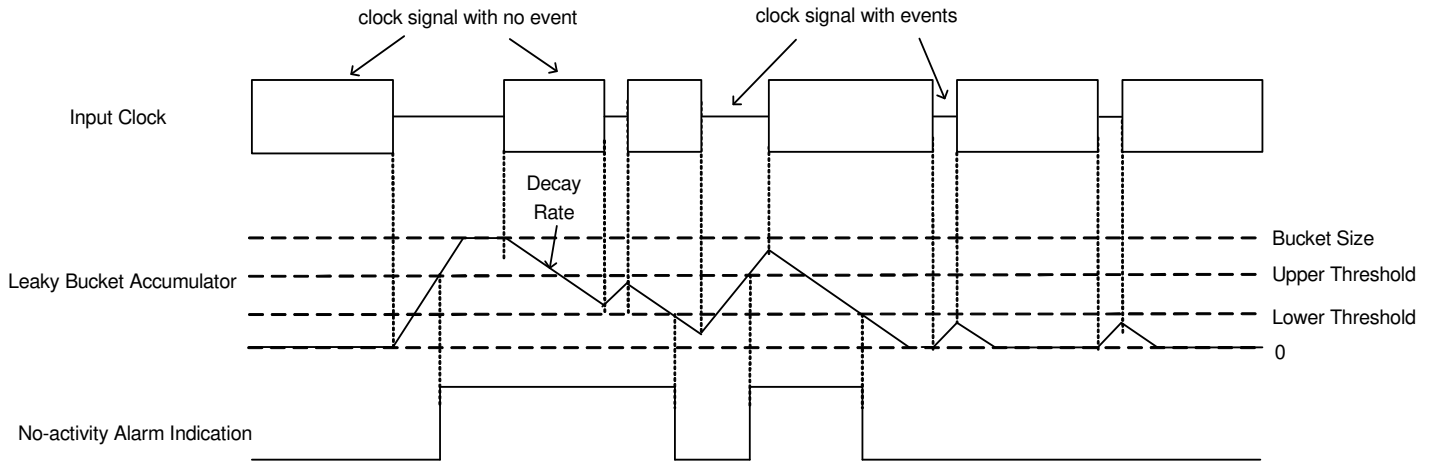 clock signal with no event
clock signal with events
Input Clock
Decay
Rate
Bucket Size
Leaky Bucket Accumulator
Upper Threshold
Lower Threshold
0
No-activity Alarm Indication